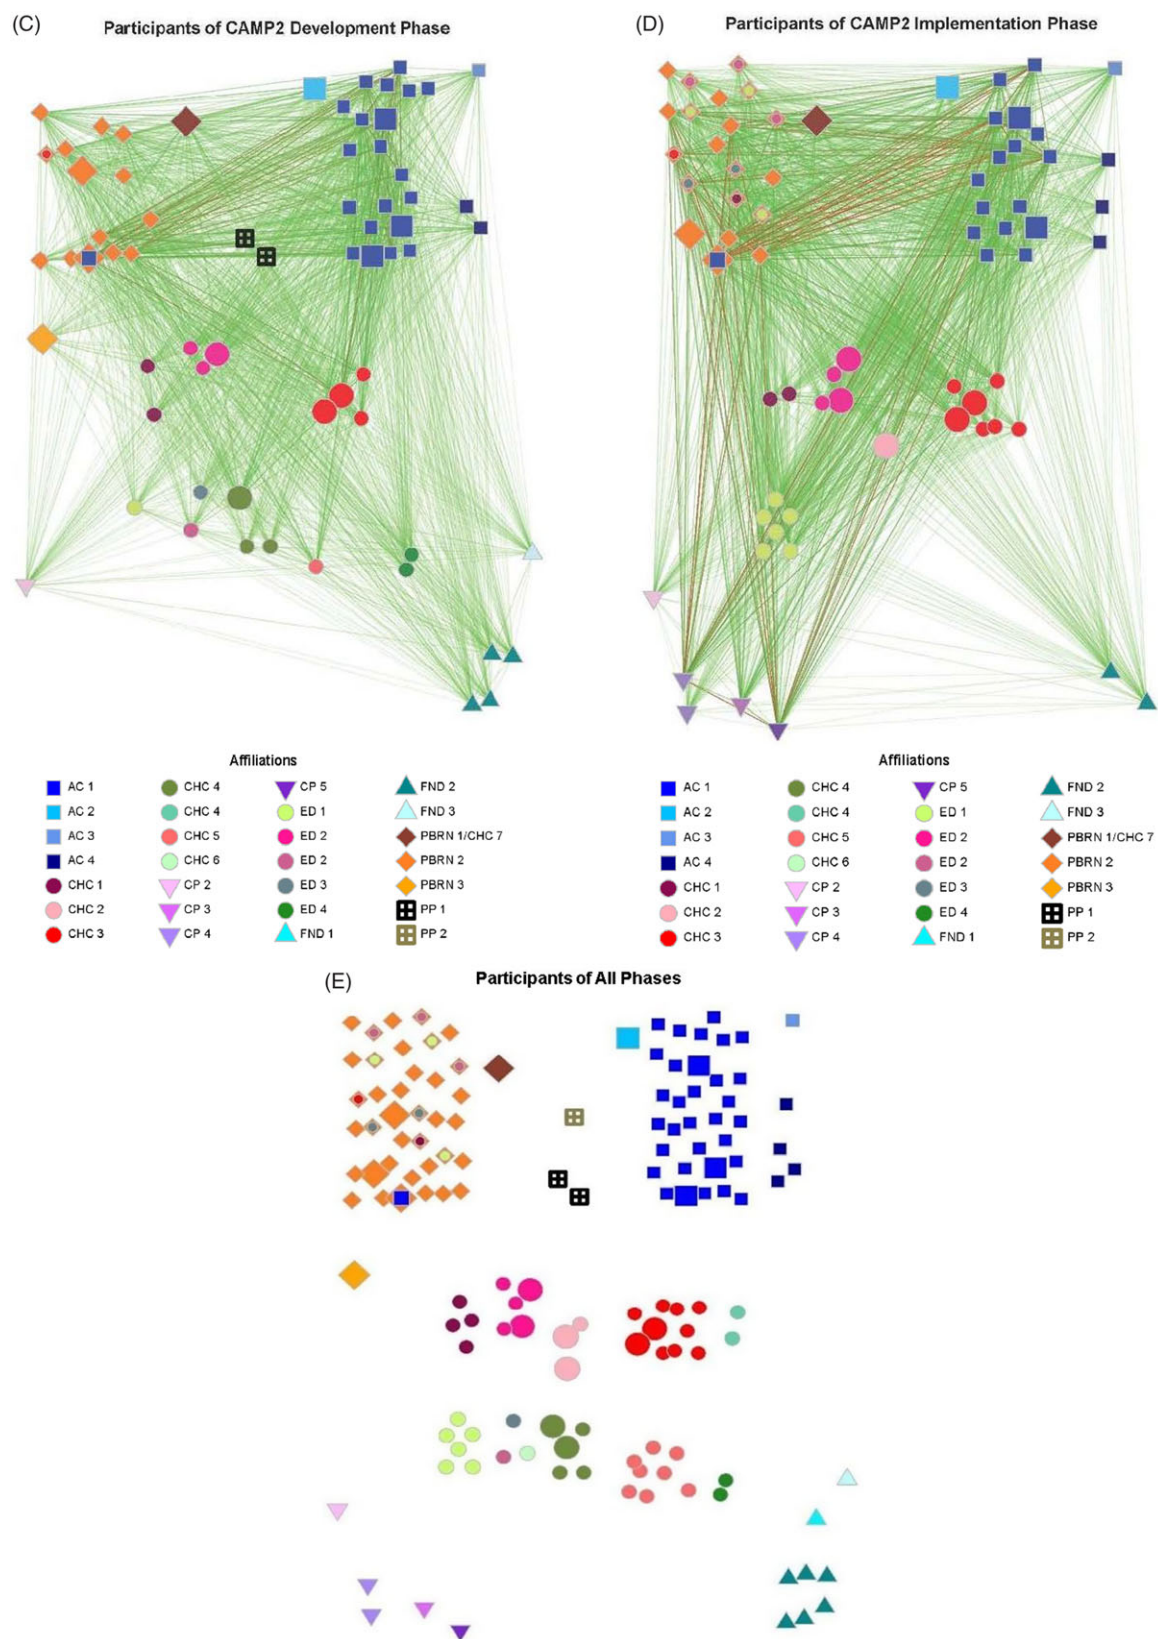 (C)
Participants of CAMP2 Development Phase
(D)
Participants of CAMP2 Implementation Phase
Affiliations
AC 1
CHC 4
CP 5
FND 2
AC 2
CHC 4
ED 1
FND 3
AC 3
CHC 5
ED 2
PBRN 1/CHC 7
AC 4
CHC 6
ED 2
PBRN 2
CHC 1
CP 2
ED 3
PBRN 3
CHC 2
CP 3
ED 4
PP 1
CHC 3
CP 4
FND 1
PP 2
Affiliations
AC 1
CHC 4
CP 5
FND 2
AC 2
CHC 4
ED 1
FND 3
AC 3
CHC 5
ED 2
PBRN 1/CHC 7
AC 4
CHC 6
ED 2
PBRN 2
CHC 1
CP 2
ED 3
PBRN 3
CHC 2
CP 3
ED 4
PP 1
CHC 3
CP 4
FND 1
PP 2
(E)
Participants of All Phases